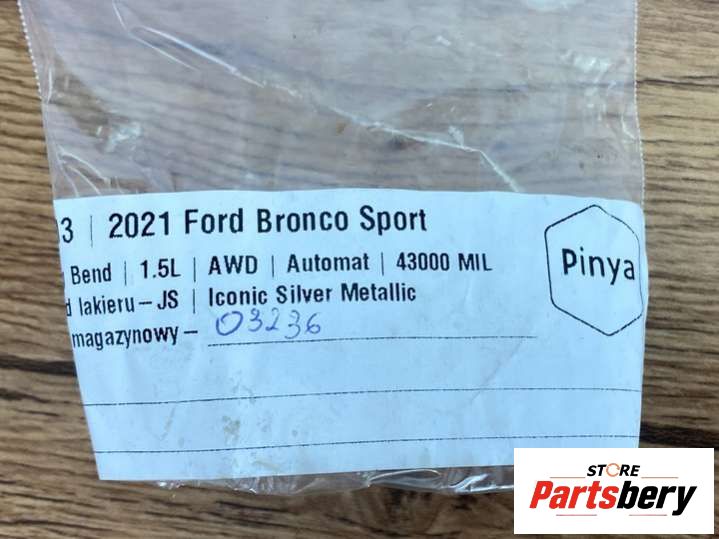 3 | 2021 Ford Bronco Sport
Bend | 1.5L | AWD | Automat | 43000 MIL
d lakieru – JS | Iconic Silver Metallic
magazynowy – 03236
Pinya
STORE
Partsbery